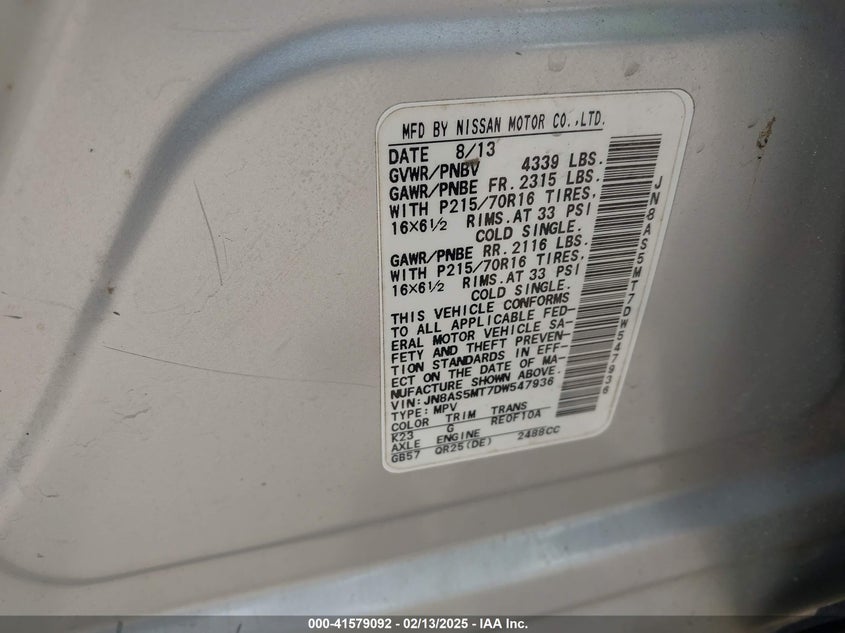 MFD BY NISSAN MOTOR CO.,LTD.
DATE 8/13
GVWR/PNBV 4339 LBS.
GAWR/PNBE FR. 2315 LBS.
WITH P215/70R16 TIRES,
16×6½ RIMS. AT 33 PSI
COLD SINGLE.
GAWR/PNBE RR. 2116 LBS.
WITH P215/70R16 TIRES,
16×6½ RIMS. AT 33 PSI
COLD SINGLE.
THIS VEHICLE CONFORMS
TO ALL APPLICABLE FED-
ERAL MOTOR VEHICLE SA-
FETY AND THEFT PREVEN-
TION STANDARDS IN EFF-
ECT ON THE DATE OF MA-
NUFACTURE SHOWN ABOVE.
VIN: JN8AS5MT7DW547936
TYPE: MPV
COLOR TRIM TRANS
K23 G RE0F10A
AXLE ENGINE
GB57 QR25(DE) 2488CC
JN8AS5MT7DW547936
000-41579092 - 02/13/2025 - IAA Inc.